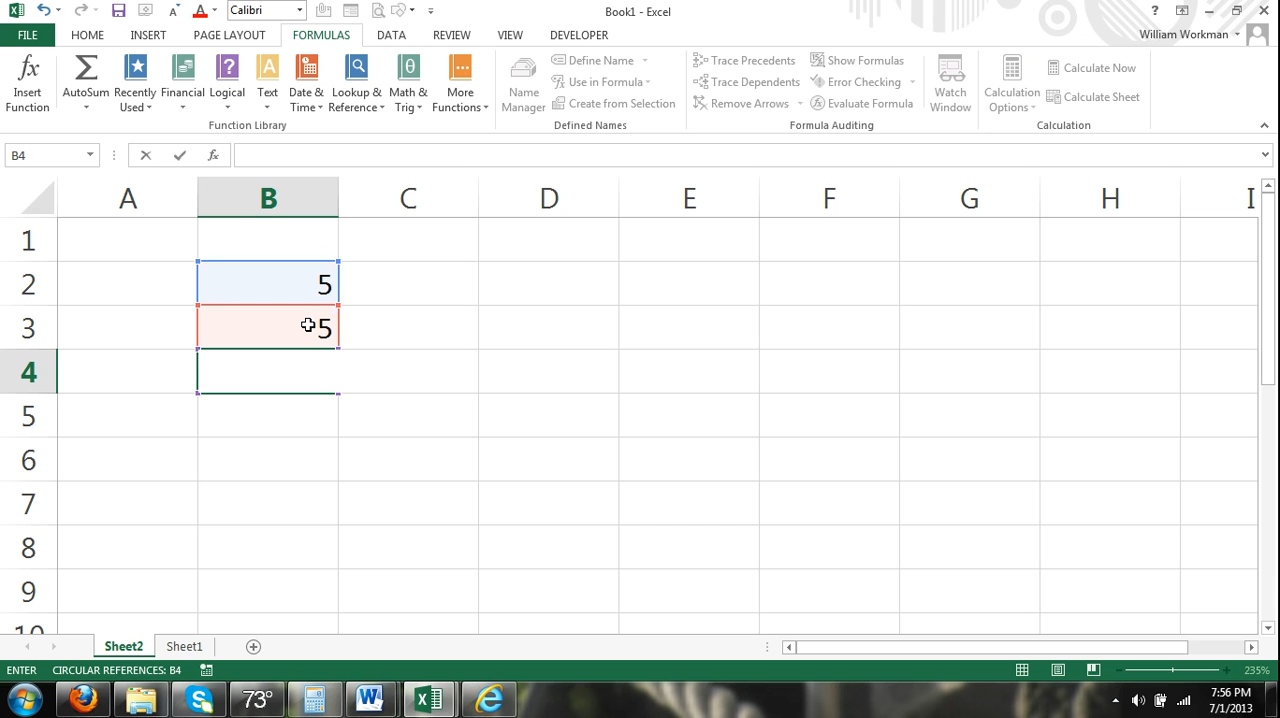 Calibri
Book1 - Excel
?
FILE HOME INSERT PAGE LAYOUT FORMULAS DATA REVIEW VIEW DEVELOPER
William Workman
Insert Function
AutoSum
Recently Used
Financial
Logical
Text
Date & Time
Lookup & Reference
Math & Trig
More Functions
Function Library
Name Manager
Define Name
Use in Formula
Create from Selection
Defined Names
Trace Precedents
Trace Dependents
Remove Arrows
Show Formulas
Error Checking
Evaluate Formula
Formula Auditing
Watch Window
Calculation Options
Calculate Now
Calculate Sheet
Calculation
B4
fx
A B C D E F G H I
1
2 5
3 5
4
5
6
7
8
9
10
Sheet2 Sheet1
ENTER CIRCULAR REFERENCES: B4
235%
73°
7:56 PM
7/1/2013